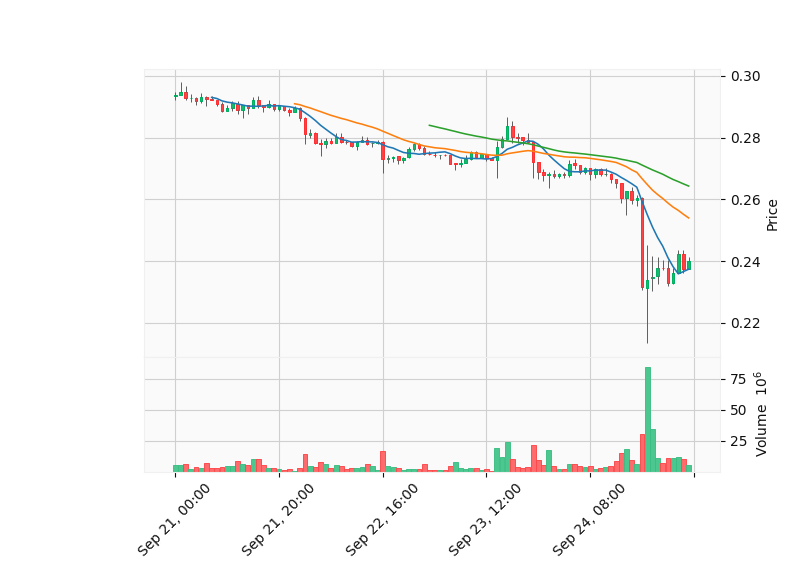 0.30
0.28
0.26
0.24
0.22
Price
75
50
25
Volume 10^6
Sep 21, 00:00
Sep 21, 20:00
Sep 22, 16:00
Sep 23, 12:00
Sep 24, 08:00